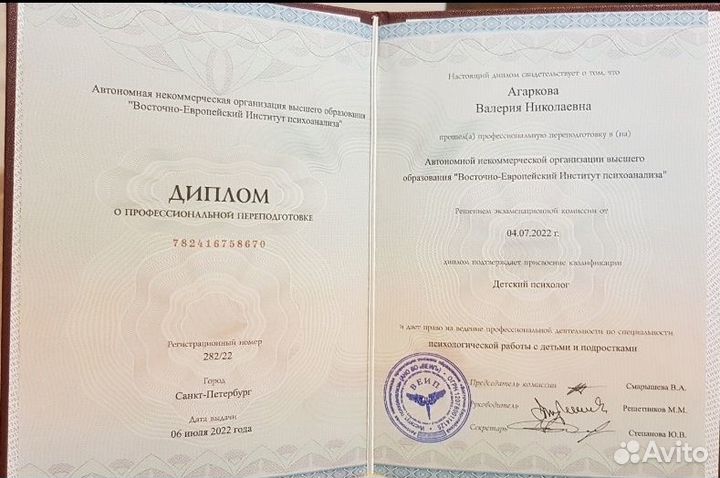 Автономная некоммерческая организация высшего образования
"Восточно-Европейский Институт психоанализа"
ДИПЛОМ
О ПРОФЕССИОНАЛЬНОЙ ПЕРЕПОДГОТОВКЕ
782416758670
Регистрационный номер
282/22
Город
Санкт-Петербург
Дата выдачи
06 июля 2022 года
Настоящий диплом свидетельствует о том, что
Агаркова
Валерия Николаевна
прошел(а) профессиональную переподготовку в (на)
Автономной некоммерческой организации высшего
образования "Восточно-Европейский Институт психоанализа"
Решением экзаменационной комиссии от
04.07.2022 г.
диплом подтверждает присвоение квалификации
Детский психолог
и дает право на ведение профессиональной деятельности по специальности
психологической работы с детьми и подростками
Председатель комиссии
Смарышева В.А.
Руководитель
Решетников М.М.
Секретарь
Степанова Ю.В.
ВЕИП
Avito